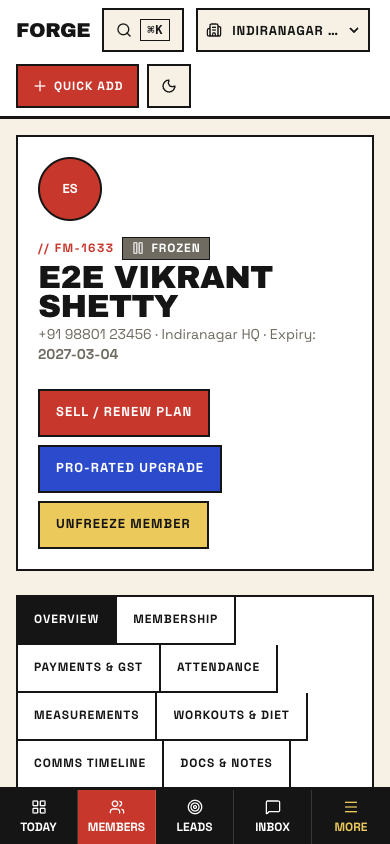 FORGE
⌘K
INDIRANAGAR ...
QUICK ADD
ES
// FM-1633
FROZEN
E2E VIKRANT
SHETTY
+91 98801 23456 · Indiranagar HQ · Expiry:
2027-03-04
SELL / RENEW PLAN
PRO-RATED UPGRADE
UNFREEZE MEMBER
OVERVIEW
MEMBERSHIP
PAYMENTS & GST
ATTENDANCE
MEASUREMENTS
WORKOUTS & DIET
COMMS TIMELINE
DOCS & NOTES
TODAY
MEMBERS
LEADS
INBOX
MORE